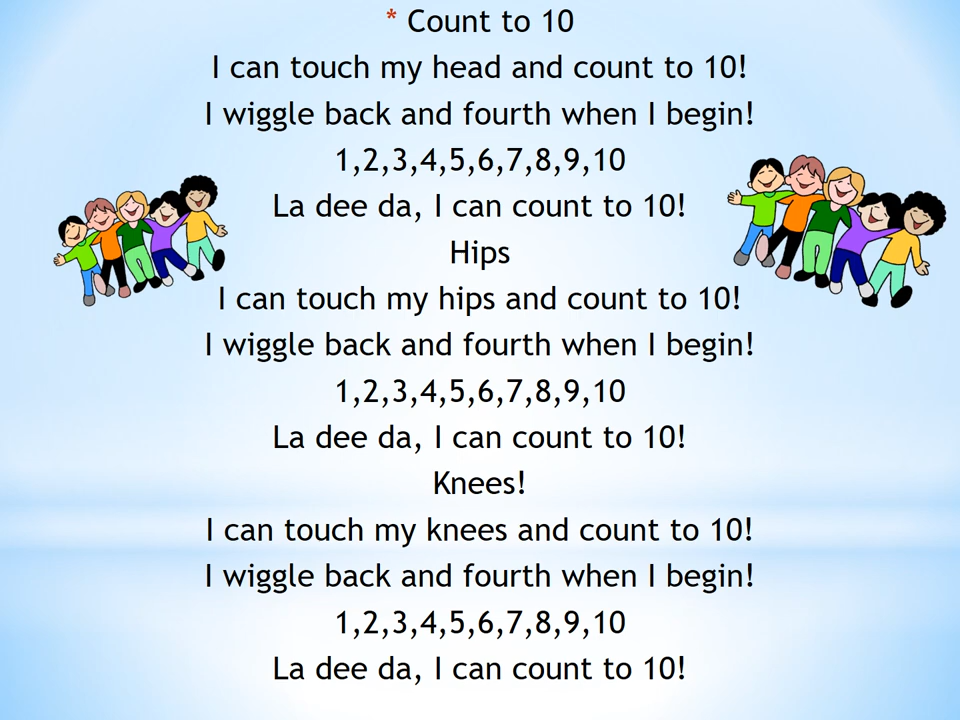 * Count to 10
I can touch my head and count to 10!
I wiggle back and fourth when I begin!
1,2,3,4,5,6,7,8,9,10
La dee da, I can count to 10!
Hips
I can touch my hips and count to 10!
I wiggle back and fourth when I begin!
1,2,3,4,5,6,7,8,9,10
La dee da, I can count to 10!
Knees!
I can touch my knees and count to 10!
I wiggle back and fourth when I begin!
1,2,3,4,5,6,7,8,9,10
La dee da, I can count to 10!